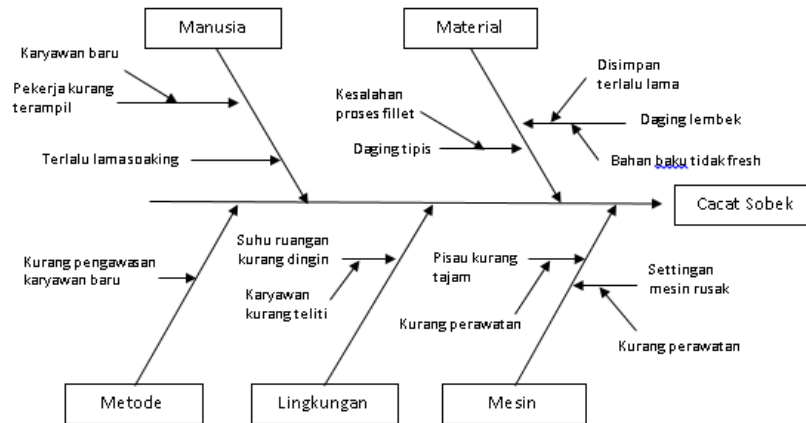 Manusia
Material
Karyawan baru
Pekerja kurang
terampil
Terlalu lama soaking
Kesalahan
proses fillet
Daging tipis
Disimpan
terlalu lama
Daging lembek
Bahan baku tidak fresh
Cacat Sobek
Kurang pengawasan
karyawan baru
Suhu ruangan
kurang dingin
Karyawan
kurang teliti
Pisau kurang
tajam
Kurang perawatan
Settingan
mesin rusak
Kurang perawatan
Metode
Lingkungan
Mesin